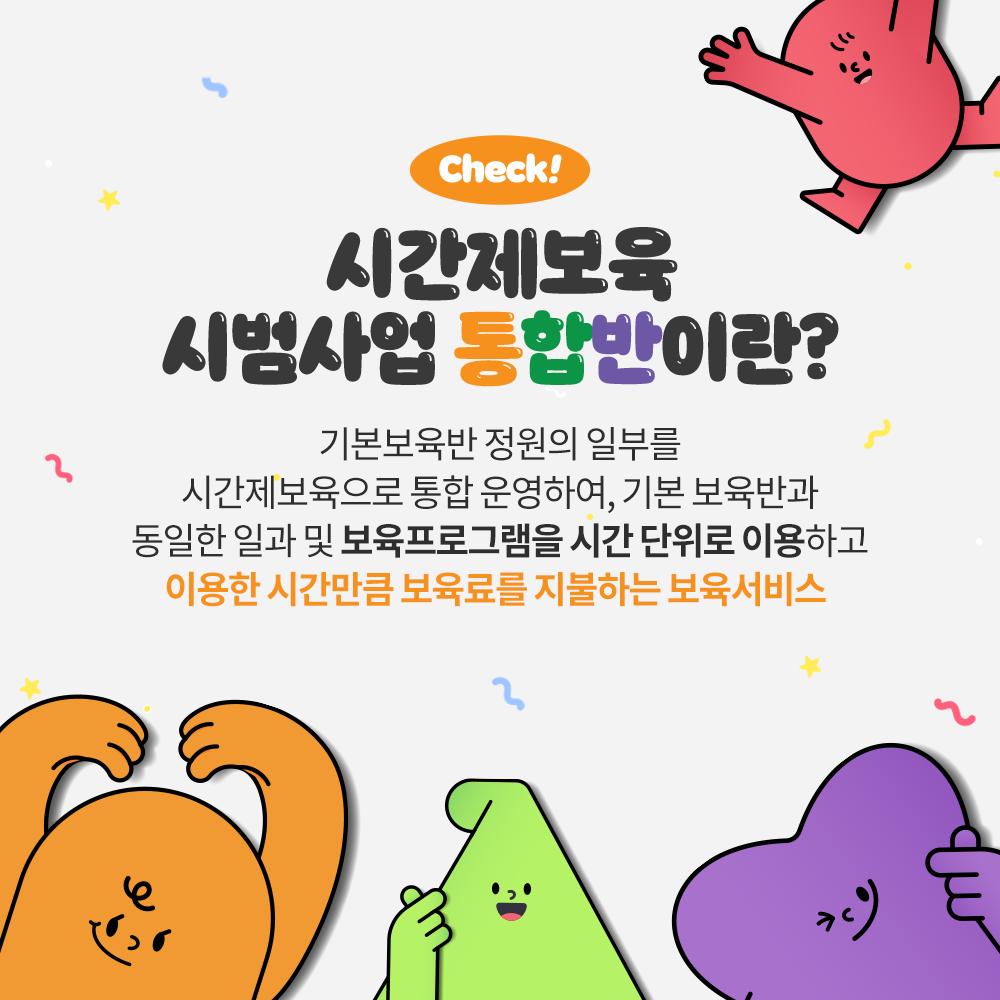 Check!
시간제보육
시범사업 통합반이란?
기본보육반 정원의 일부를
시간제보육으로 통합 운영하여, 기본 보육반과
동일한 일과 및 보육프로그램을 시간 단위로 이용하고
이용한 시간만큼 보육료를 지불하는 보육서비스